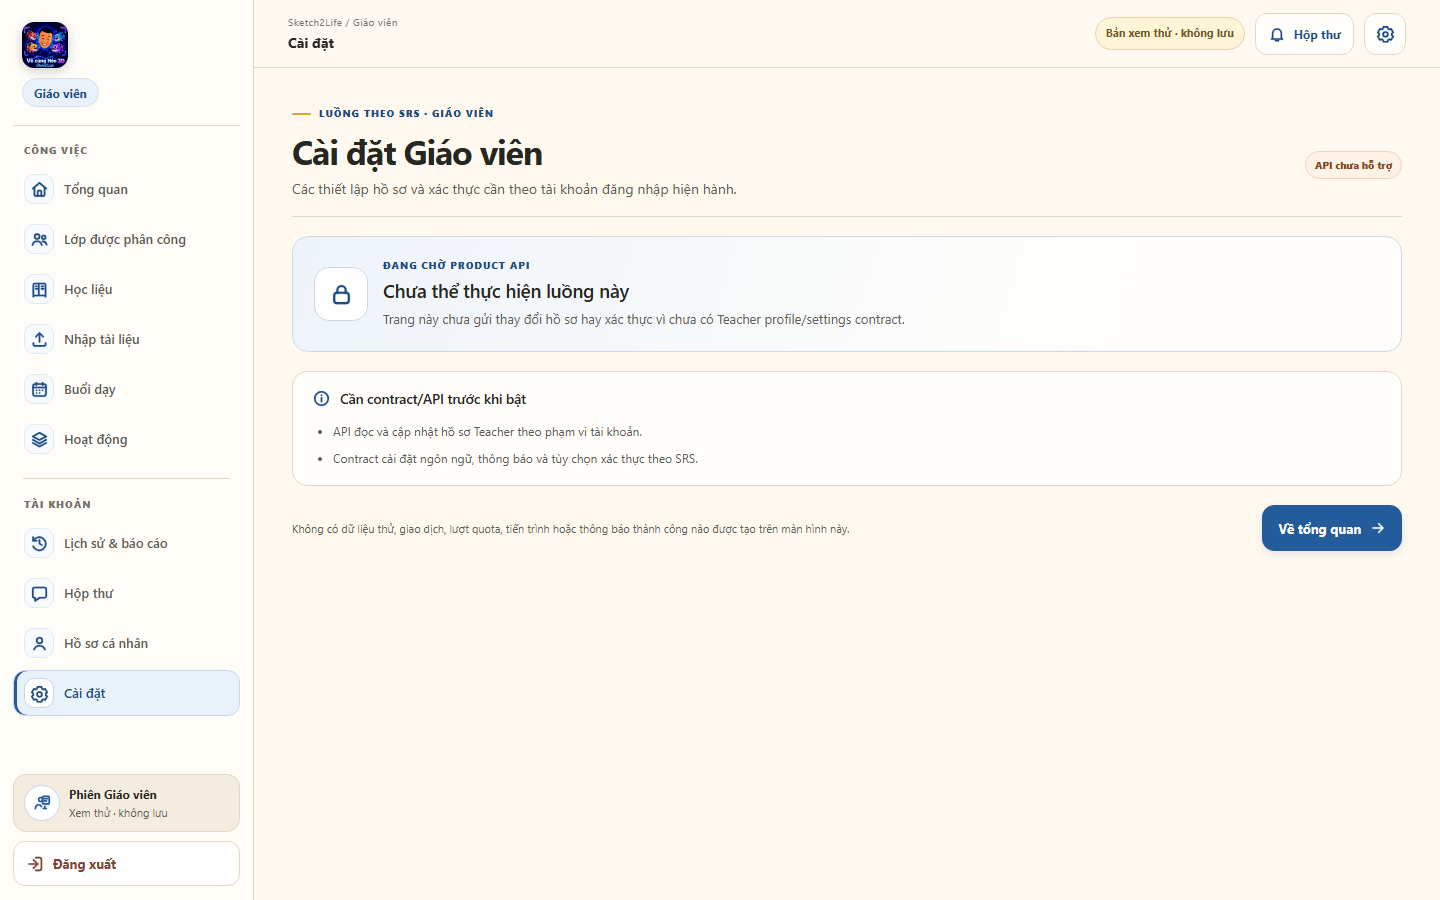 Vẽ cùng Héo 3D
Giáo viên
CÔNG VIỆC
Tổng quan
Lớp được phân công
Học liệu
Nhập tài liệu
Buổi dạy
Hoạt động
TÀI KHOẢN
Lịch sử & báo cáo
Hộp thư
Hồ sơ cá nhân
Cài đặt
Phiên Giáo viên
Xem thử · không lưu
Đăng xuất
Sketch2Life / Giáo viên
Cài đặt
Bản xem thử · không lưu
Hộp thư
LUỒNG THEO SRS · GIÁO VIÊN
Cài đặt Giáo viên
Các thiết lập hồ sơ và xác thực cần theo tài khoản đăng nhập hiện hành.
API chưa hỗ trợ
ĐANG CHỜ PRODUCT API
Chưa thể thực hiện luồng này
Trang này chưa gửi thay đổi hồ sơ hay xác thực vì chưa có Teacher profile/settings contract.
Cần contract/API trước khi bật
• API đọc và cập nhật hồ sơ Teacher theo phạm vi tài khoản.
• Contract cài đặt ngôn ngữ, thông báo và tùy chọn xác thực theo SRS.
Không có dữ liệu thử, giao dịch, lượt quota, tiến trình hoặc thông báo thành công nào được tạo trên màn hình này.
Về tổng quan →